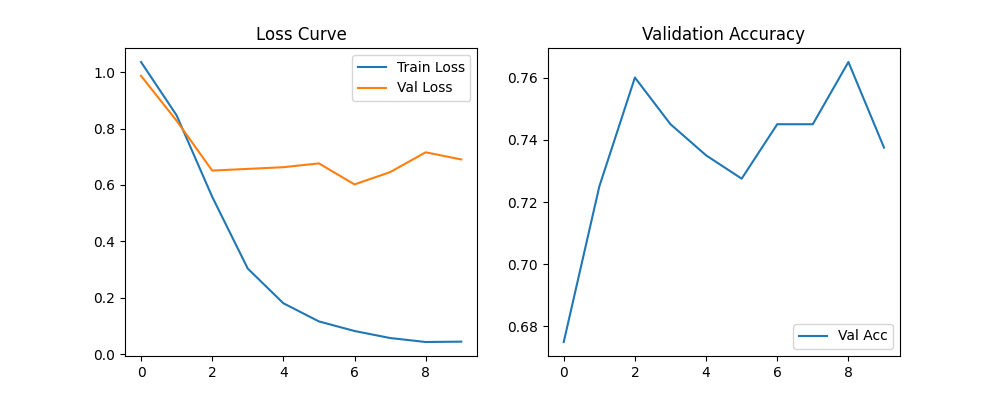 Loss Curve
1.0
0.8
0.6
0.4
0.2
0.0
0 2 4 6 8
Train Loss
Val Loss
Validation Accuracy
0.76
0.74
0.72
0.70
0.68
0 2 4 6 8
Val Acc